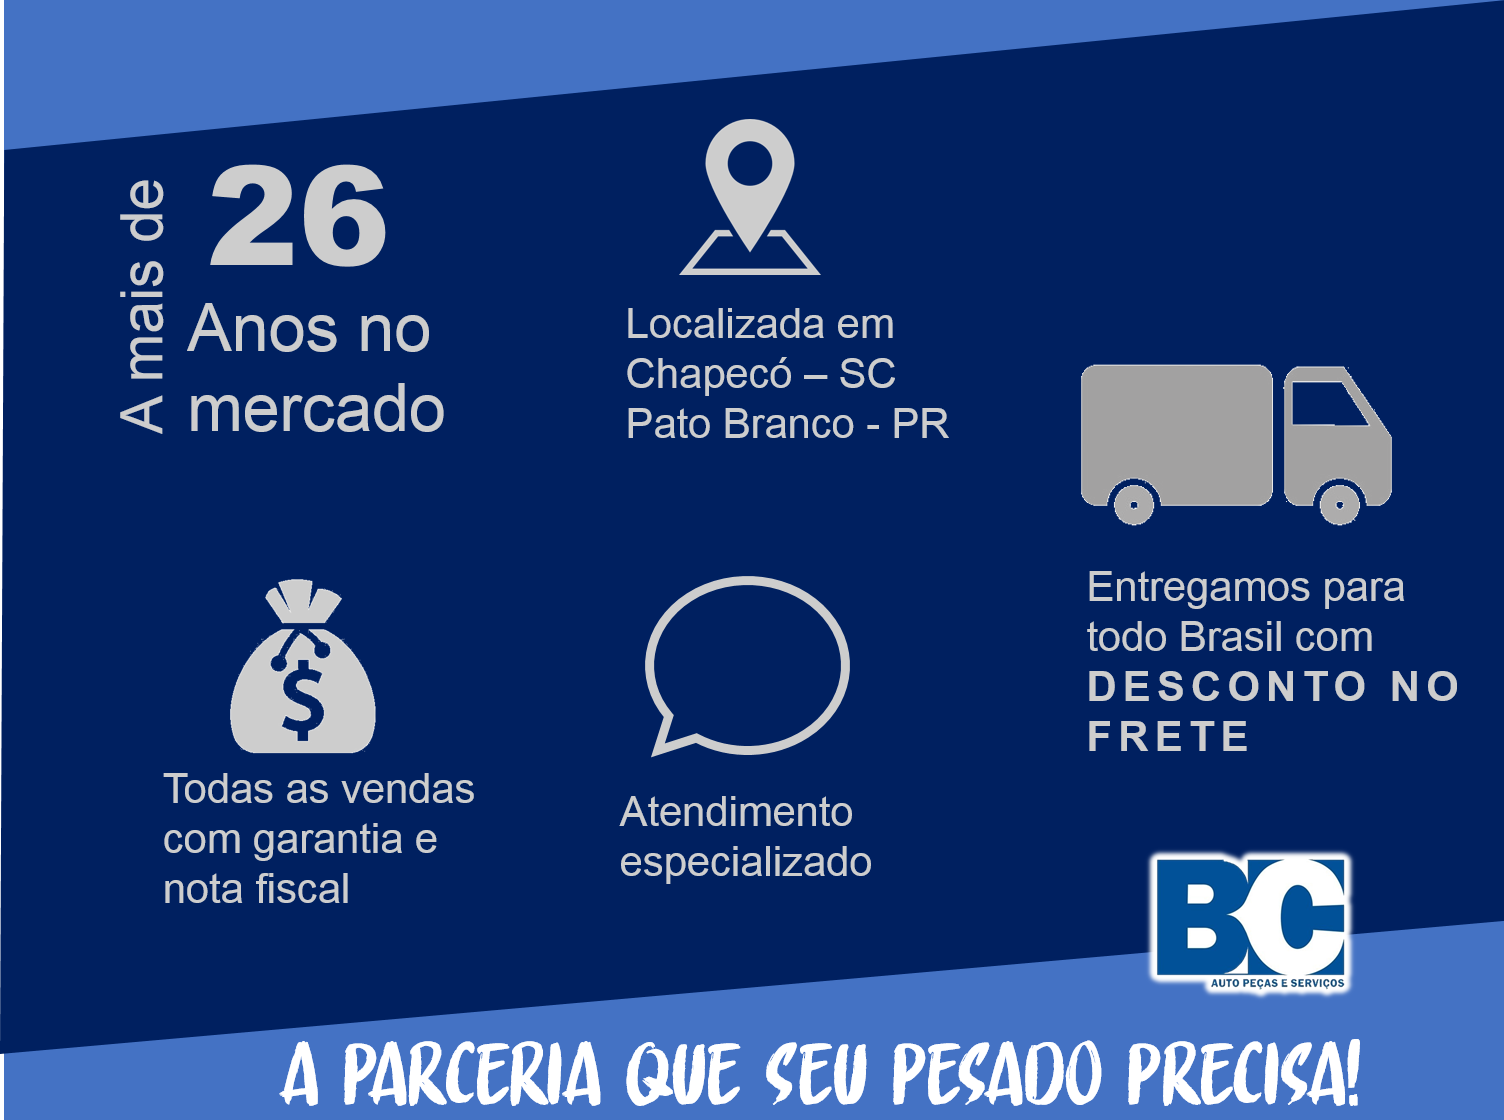 A mais de
26
Anos no
mercado
Localizada em
Chapecó – SC
Pato Branco - PR
Entregamos para
todo Brasil com
DESCONTO NO
FRETE
$
Todas as vendas
com garantia e
nota fiscal
Atendimento
especializado
BC
AUTO PEÇAS E SERVIÇOS
A PARCERIA QUE SEU PESADO PRECISA!